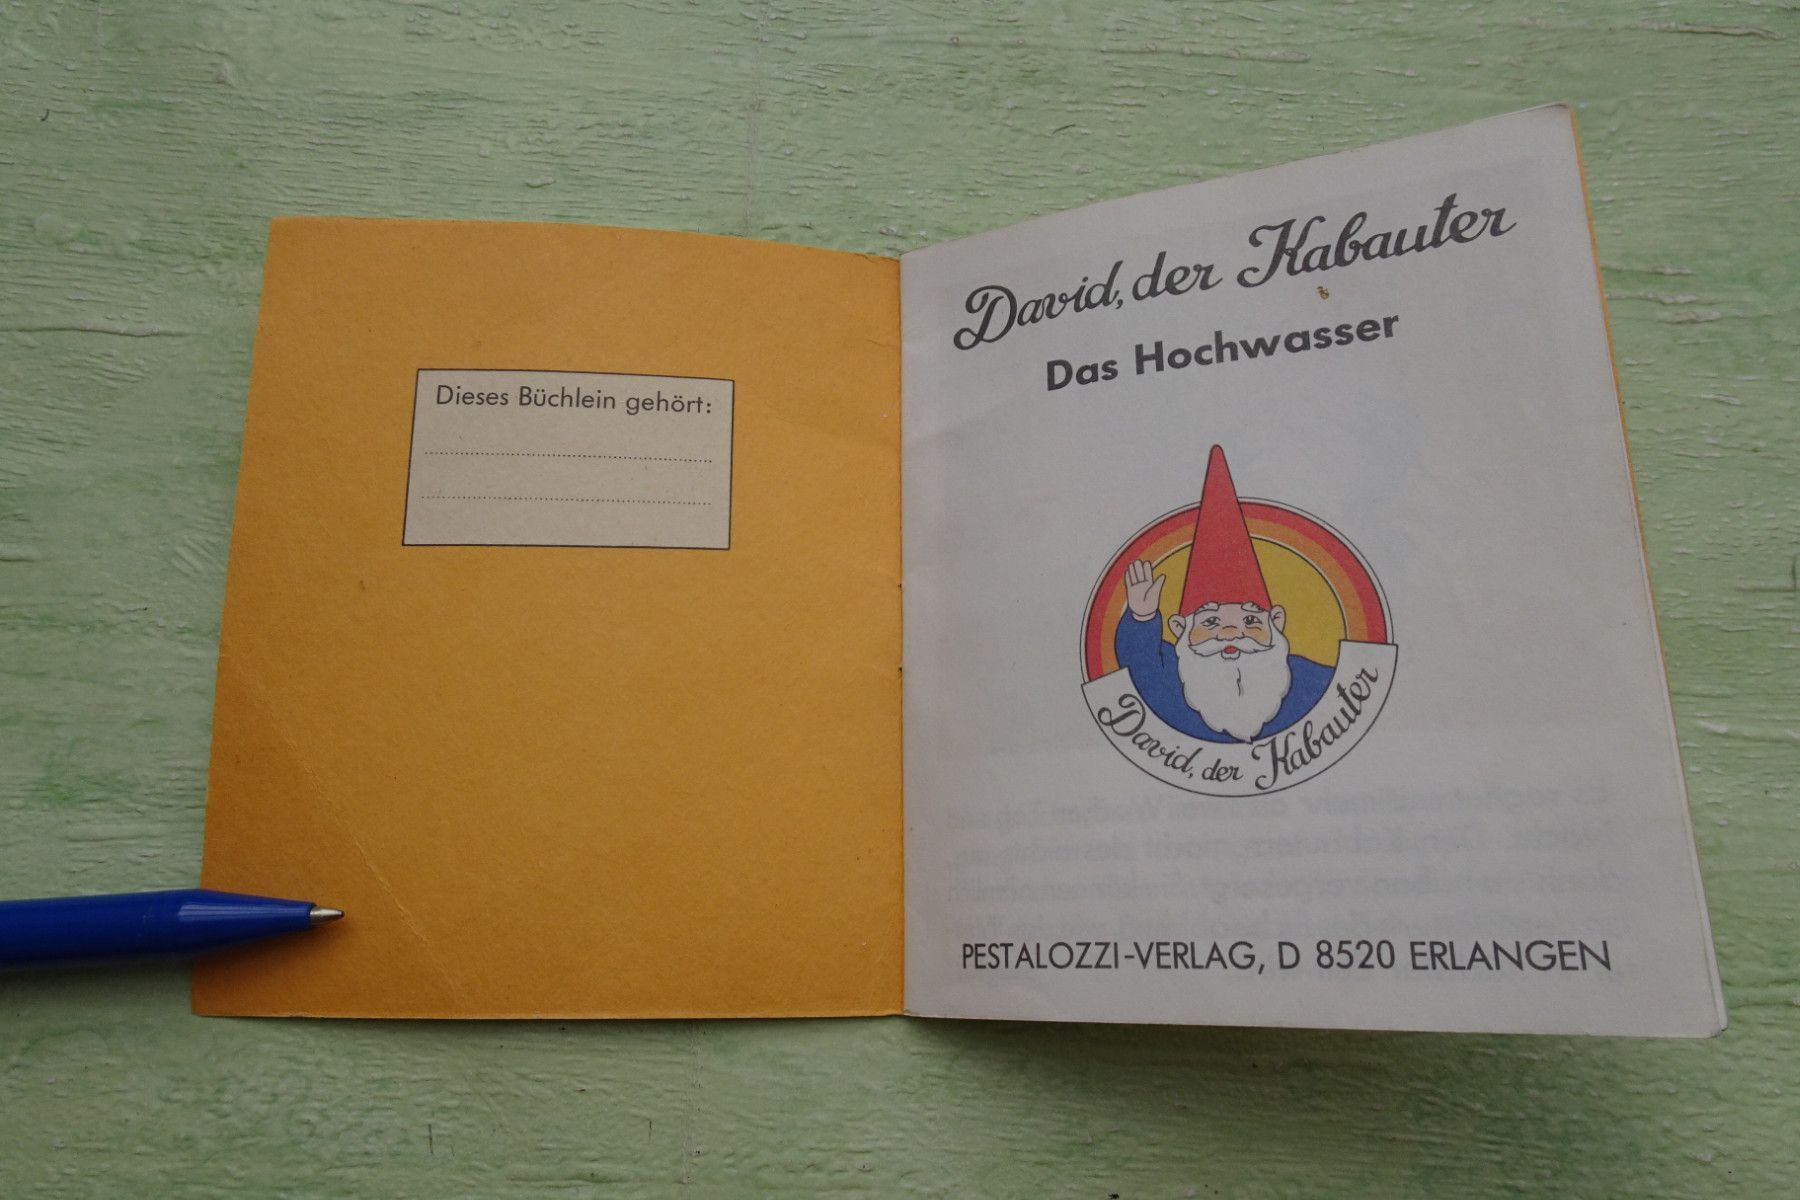 Dieses Büchlein gehört:
David, der Kabauter
Das Hochwasser
David, der Kabauter
PESTALOZZI-VERLAG, D 8520 ERLANGEN